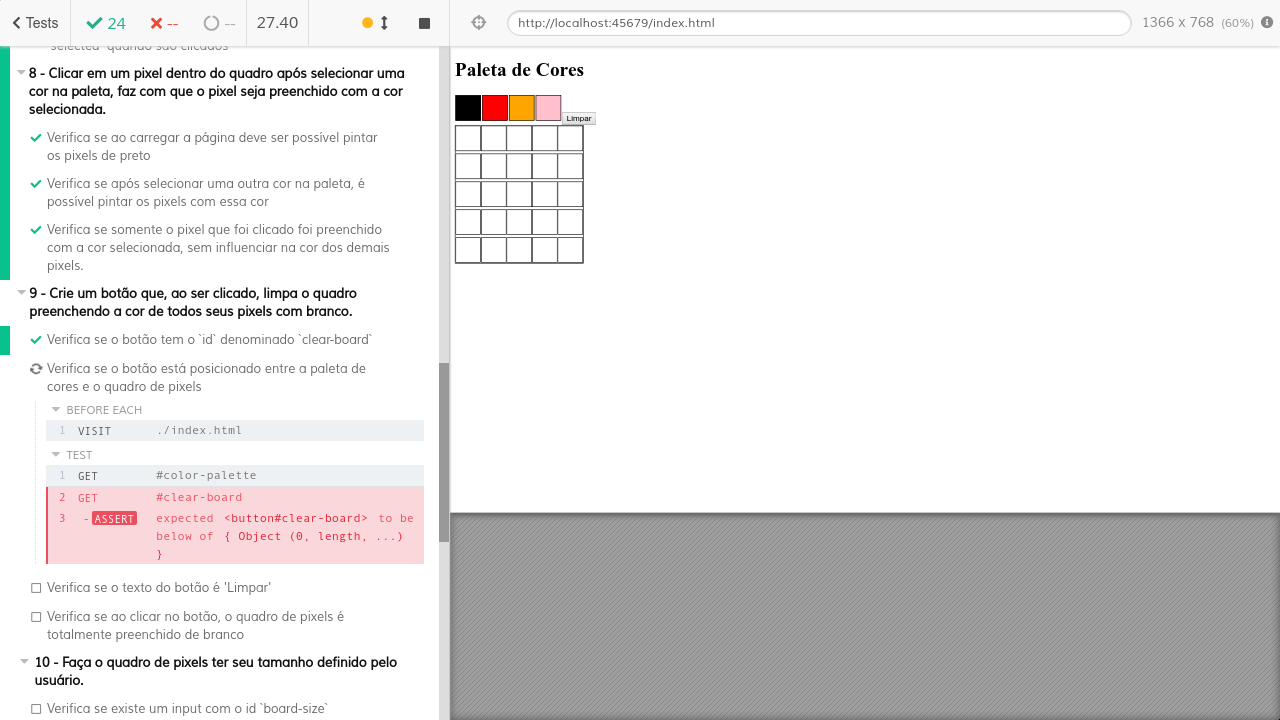 Tests
24
--
--
27.40
http://localhost:45679/index.html
1366 x 768 (60%)
`selected` quando são clicados
8 - Clicar em um pixel dentro do quadro após selecionar uma
cor na paleta, faz com que o pixel seja preenchido com a cor
selecionada.
Verifica se ao carregar a página deve ser possível pintar
os pixels de preto
Verifica se após selecionar uma outra cor na paleta, é
possível pintar os pixels com essa cor
Verifica se somente o pixel que foi clicado foi preenchido
com a cor selecionada, sem influenciar na cor dos demais
pixels.
9 - Crie um botão que, ao ser clicado, limpa o quadro
preenchendo a cor de todos seus pixels com branco.
Verifica se o botão tem o `id` denominado `clear-board`
Verifica se o botão está posicionado entre a paleta de
cores e o quadro de pixels
BEFORE EACH
1 VISIT ./index.html
TEST
1 GET #color-palette
2 GET #clear-board
3 -ASSERT expected <button#clear-board> to be
below of { Object (0, length, ...)
}
Verifica se o texto do botão é 'Limpar'
Verifica se ao clicar no botão, o quadro de pixels é
totalmente preenchido de branco
10 - Faça o quadro de pixels ter seu tamanho definido pelo
usuário.
Verifica se existe um input com o id `board-size`
Paleta de Cores
Limpar